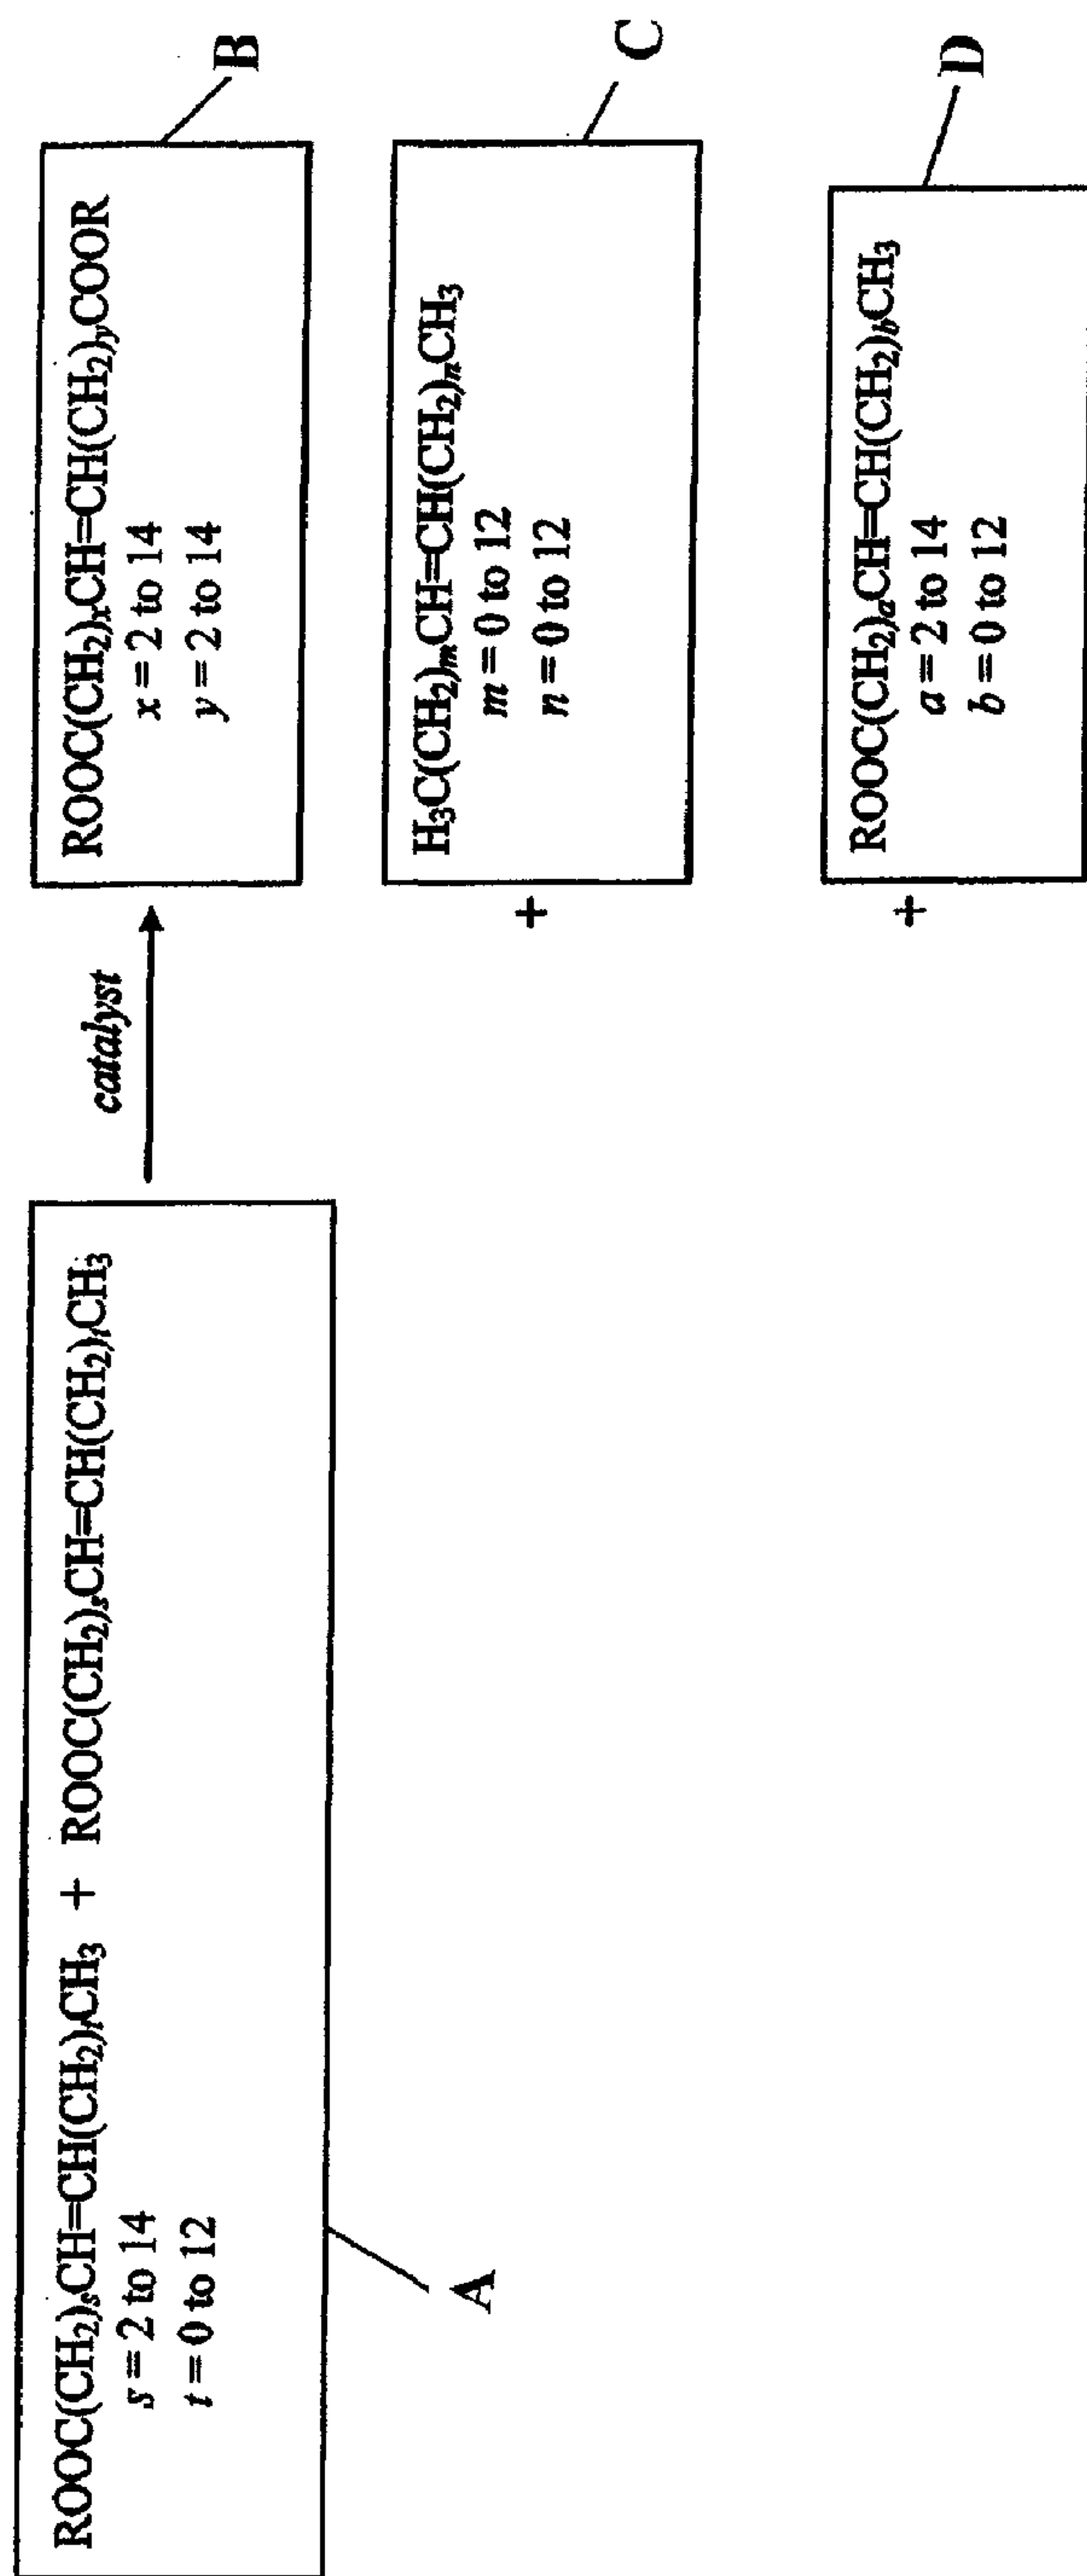 ROOC(CH₂)ₛCH=CH(CH₂)ₜCH₃ + ROOC(CH₂)ₛCH=CH(CH₂)ₜCH₃
s = 2 to 14
t = 0 to 12
A
catalyst
ROOC(CH₂)ₓCH=CH(CH₂)yCOOR
x = 2 to 14
y = 2 to 14
B
+
H₃C(CH₂)ₘCH=CH(CH₂)ₙCH₃
m = 0 to 12
n = 0 to 12
C
+
ROOC(CH₂)ₐCH=CH(CH₂)bCH₃
a = 2 to 14
b = 0 to 12
D